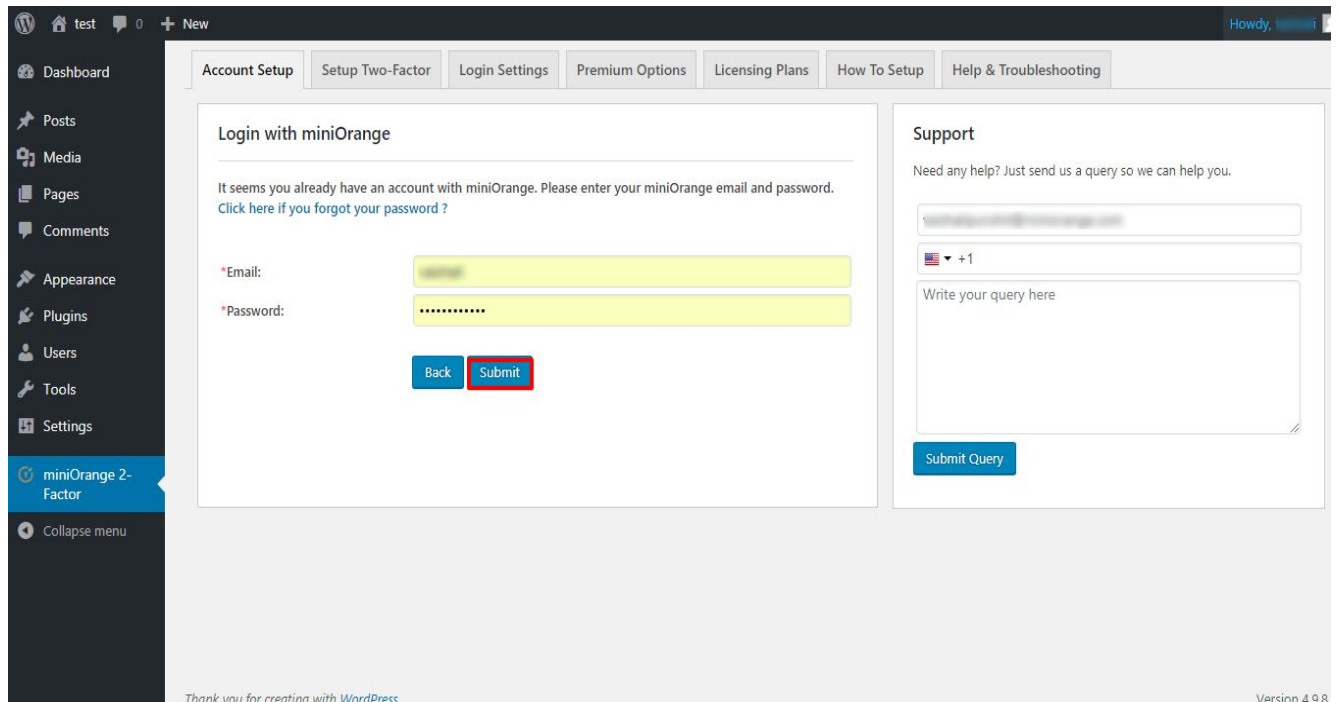 test 0 + New
Howdy,
Dashboard
Posts
Media
Pages
Comments
Appearance
Plugins
Users
Tools
Settings
miniOrange 2-
Factor
Collapse menu
Account Setup Setup Two-Factor Login Settings Premium Options Licensing Plans How To Setup Help & Troubleshooting
Login with miniOrange
It seems you already have an account with miniOrange. Please enter your miniOrange email and password.
Click here if you forgot your password ?
*Email:
*Password: ••••••••••••
Back Submit
Support
Need any help? Just send us a query so we can help you.
+1
Write your query here
Submit Query
Thank you for creating with WordPress
Version 4.9.8